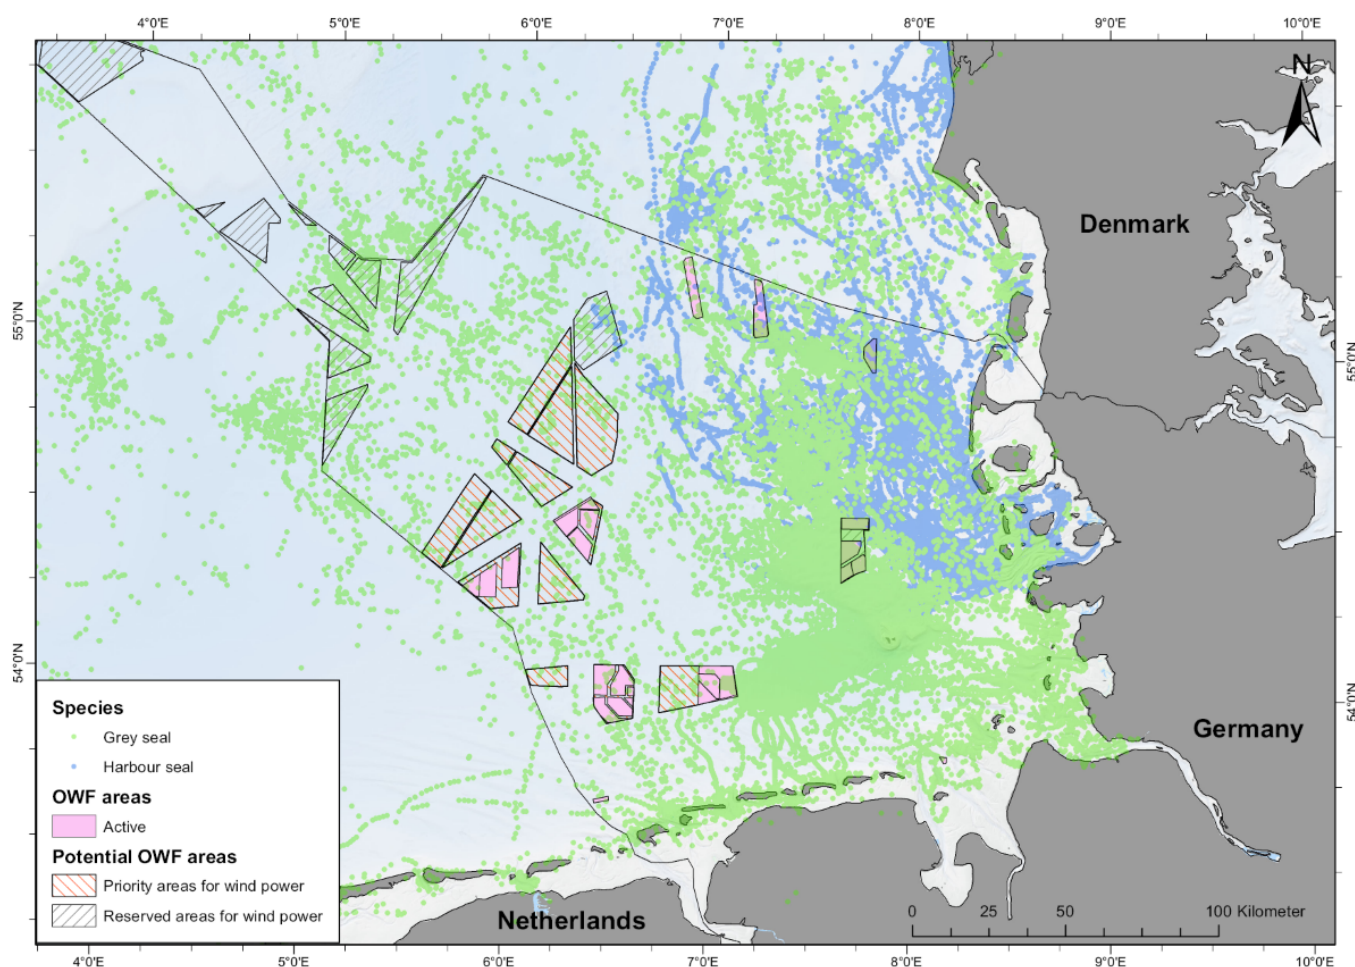 4°0'E 5°0'E 6°0'E 7°0'E 8°0'E 9°0'E 10°0'E
N
Denmark
55°0'N
55°0'N
54°0'N
54°0'N
Species
Grey seal
Harbour seal
OWF areas
Active
Potential OWF areas
Priority areas for wind power
Reserved areas for wind power
Germany
Netherlands
0 25 50 100 Kilometer
4°0'E 5°0'E 6°0'E 7°0'E 8°0'E 9°0'E 10°0'E